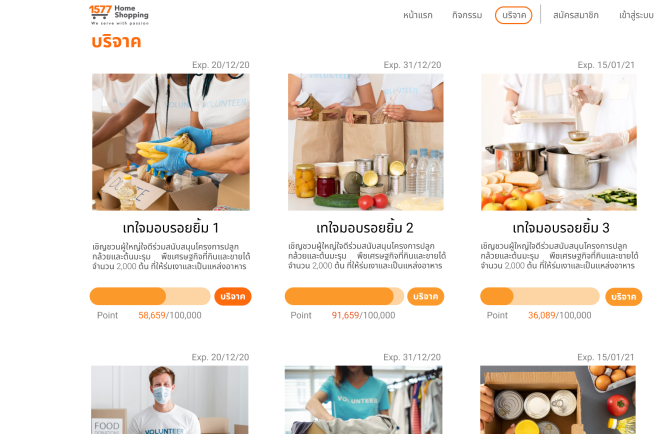 1577 Home Shopping
We serve with passion
หน้าแรก กิจกรรม บริจาค สมัครสมาชิก เข้าสู่ระบบ
บริจาค
Exp. 20/12/20
Exp. 31/12/20
Exp. 15/01/21
VOLUNTEER
VOLUNTEER
เทใจมอบรอยยิ้ม 1
เทใจมอบรอยยิ้ม 2
เทใจมอบรอยยิ้ม 3
เชิญชวนผู้ใหญ่ใจดีร่วมสนับสนุนโครงการปลูก
กล้วยและต้นมะรุม พืชเศรษฐกิจที่กินและขายได้
จำนวน 2,000 ต้น ที่ให้ร่มเงาและเป็นแหล่งอาหาร
เชิญชวนผู้ใหญ่ใจดีร่วมสนับสนุนโครงการปลูก
กล้วยและต้นมะรุม พืชเศรษฐกิจที่กินและขายได้
จำนวน 2,000 ต้น ที่ให้ร่มเงาและเป็นแหล่งอาหาร
เชิญชวนผู้ใหญ่ใจดีร่วมสนับสนุนโครงการปลูก
กล้วยและต้นมะรุม พืชเศรษฐกิจที่กินและขายได้
จำนวน 2,000 ต้น ที่ให้ร่มเงาและเป็นแหล่งอาหาร
บริจาค
บริจาค
บริจาค
Point 58,659/100,000
Point 91,659/100,000
Point 36,089/100,000
Exp. 20/12/20
Exp. 31/12/20
Exp. 15/01/21
FOOD
VOLUNTEER
VOLUNTEER